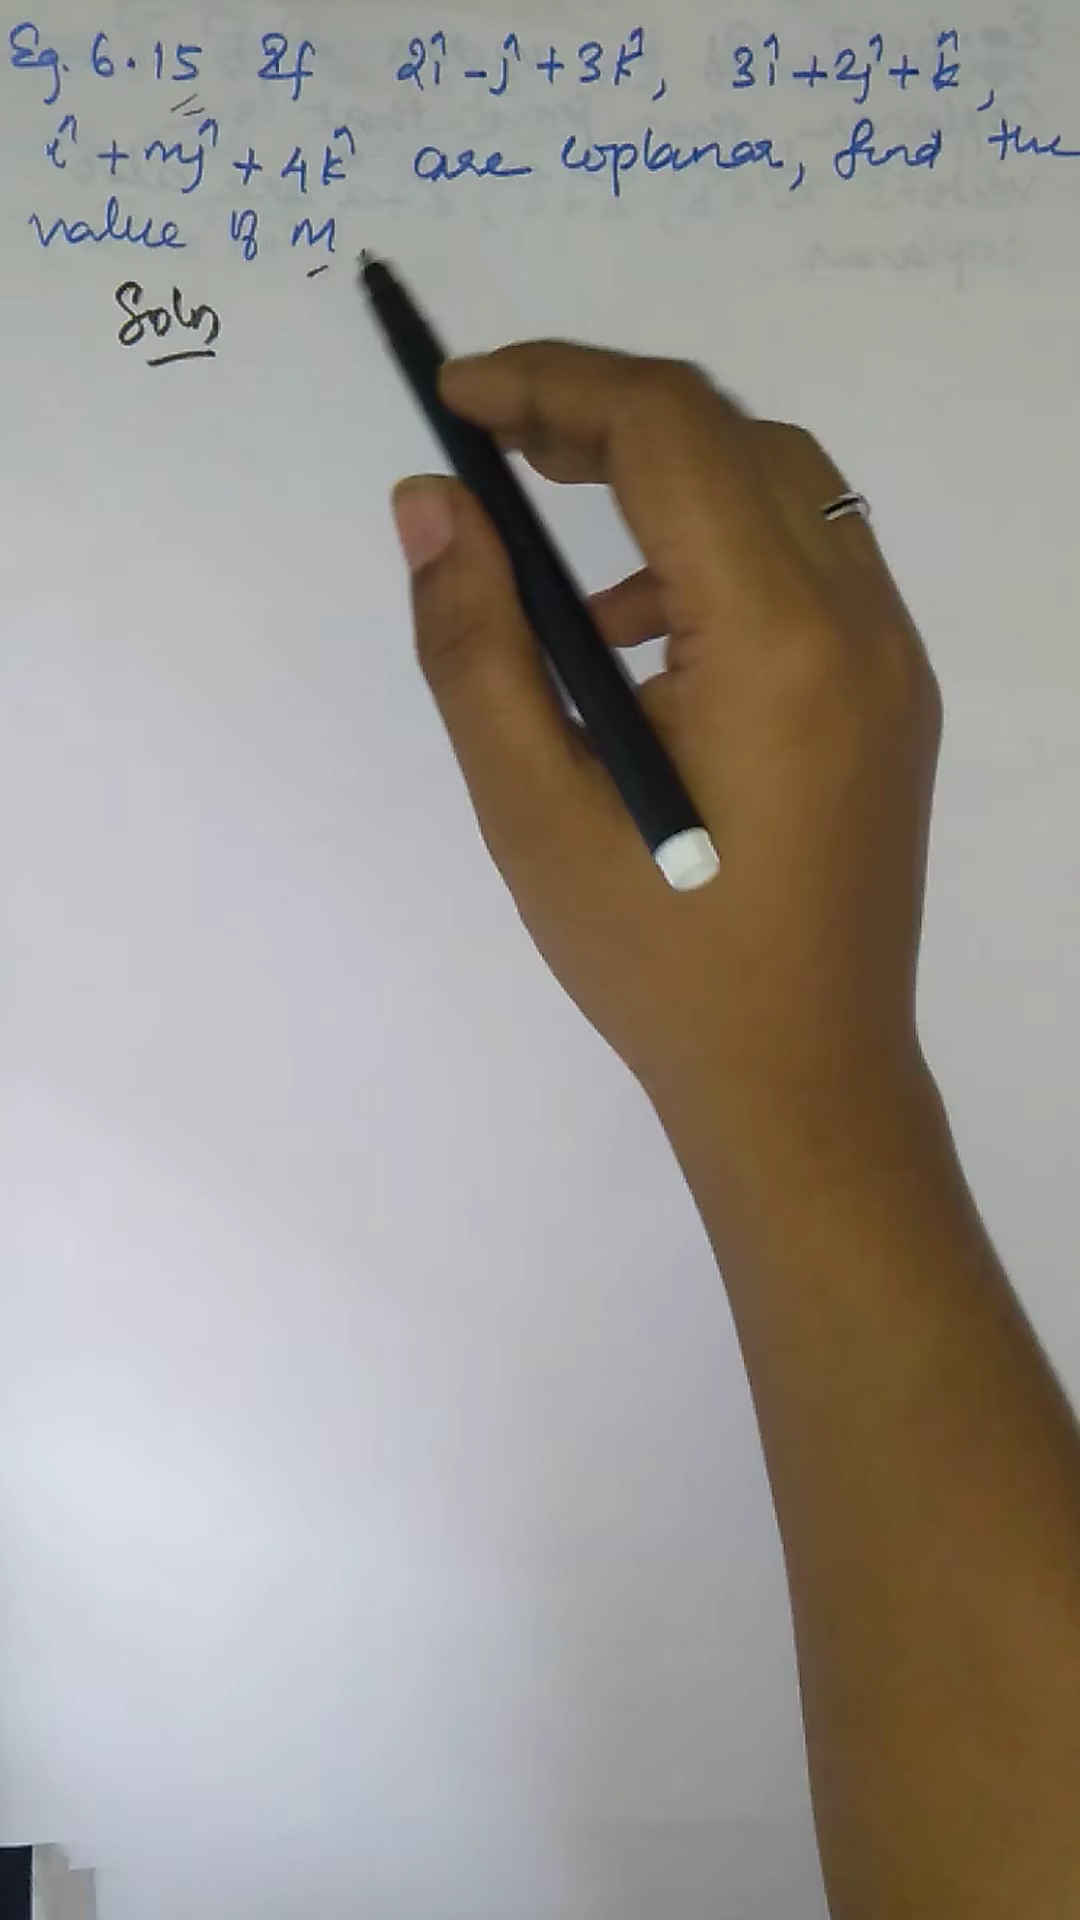 Eg. 6.15 If 2î - ĵ + 3k̂, 3î + 2ĵ + k̂,
î + mĵ + 4k̂ are coplanar, find the
value of m
Soln